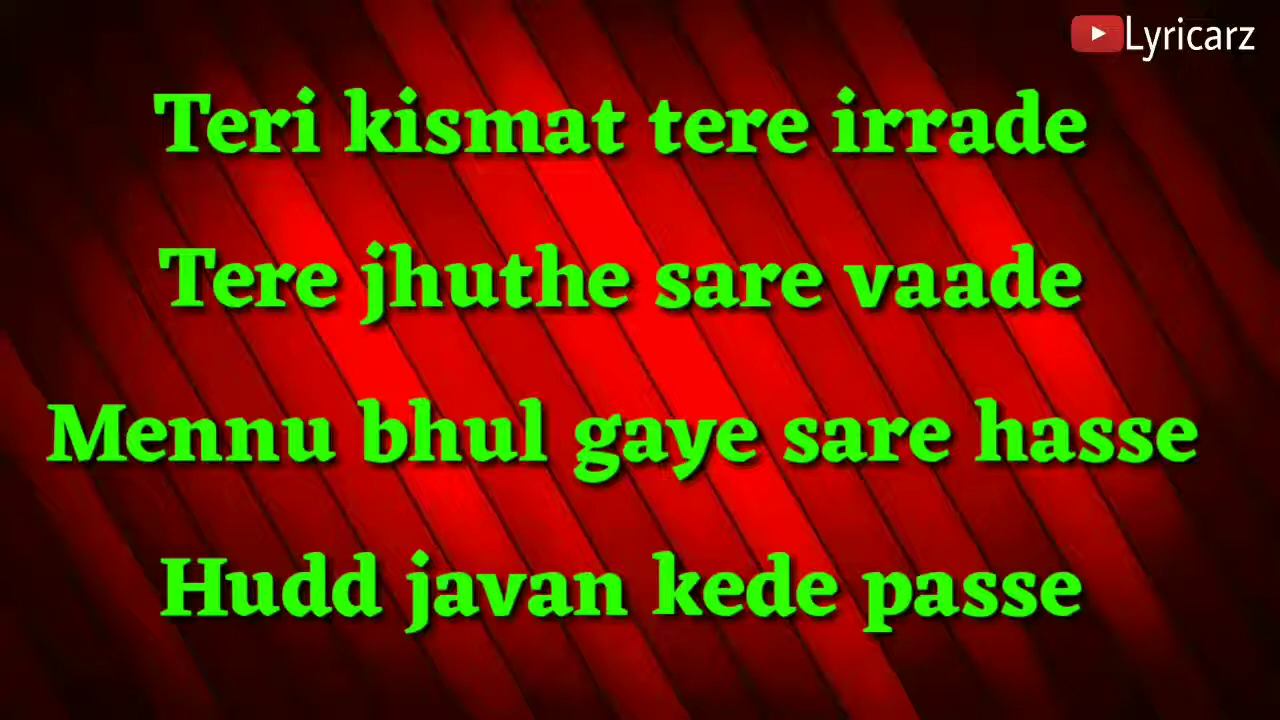 Lyricarz
Teri kismat tere irrade
Tere jhuthe sare vaade
Mennu bhul gaye sare hasse
Hudd javan kede passe